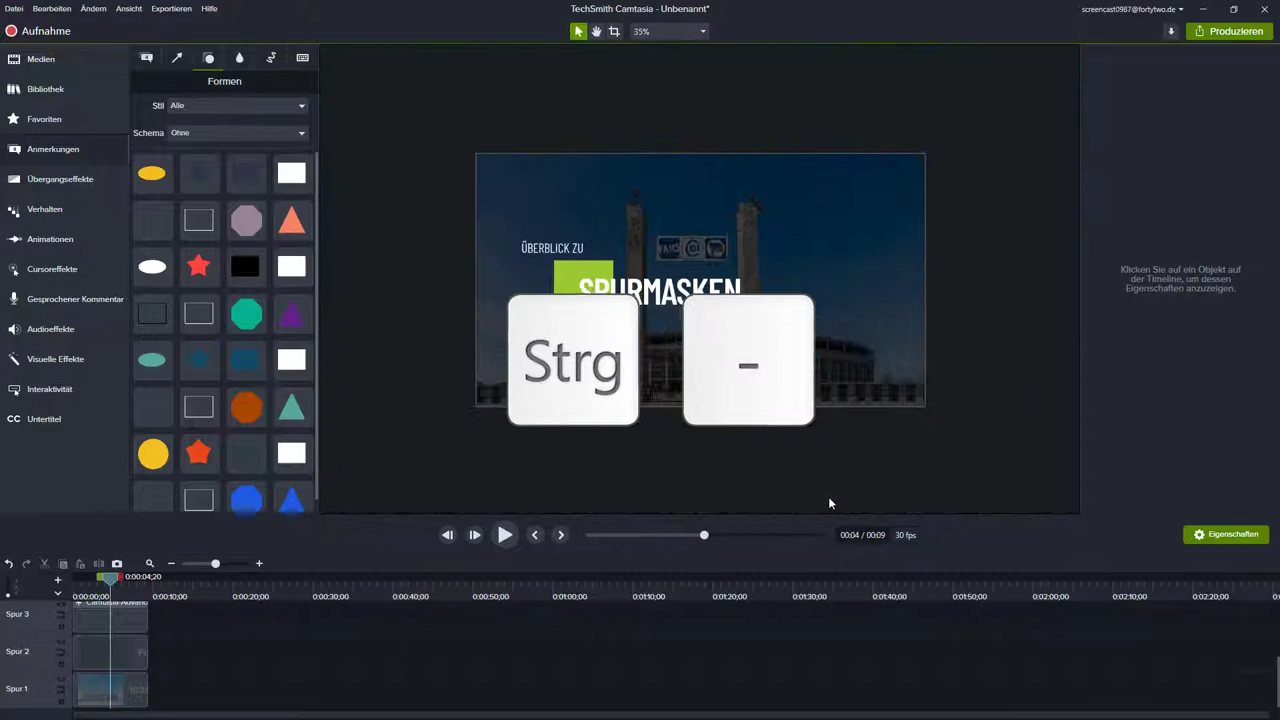 Datei Bearbeiten Ändern Ansicht Exportieren Hilfe
TechSmith Camtasia - Unbenannt*
screencast0987@fortytwo.de
Aufnahme
35%
Produzieren
Medien
Bibliothek
Favoriten
Anmerkungen
Übergangseffekte
Verhalten
Animationen
Cursoreffekte
Gesprochener Kommentar
Audioeffekte
Visuelle Effekte
Interaktivität
CC Untertitel
Formen
Stil Alle
Schema Ohne
ÜBERBLICK ZU
SPURMASKEN
Strg -
Klicken Sie auf ein Objekt auf
der Timeline, um dessen
Eigenschaften anzuzeigen.
00:04 / 00:09 30 fps
Eigenschaften
0:00:04;20
0:00:00;00 0:00:10;00 0:00:20;00 0:00:30;00 0:00:40;00 0:00:50;00 0:01:00;00 0:01:10;00 0:01:20;00 0:01:30;00 0:01:40;00 0:01:50;00 0:02:00;00 0:02:10;00 0:02:20;00
Spur 3
Spur 2
Spur 1